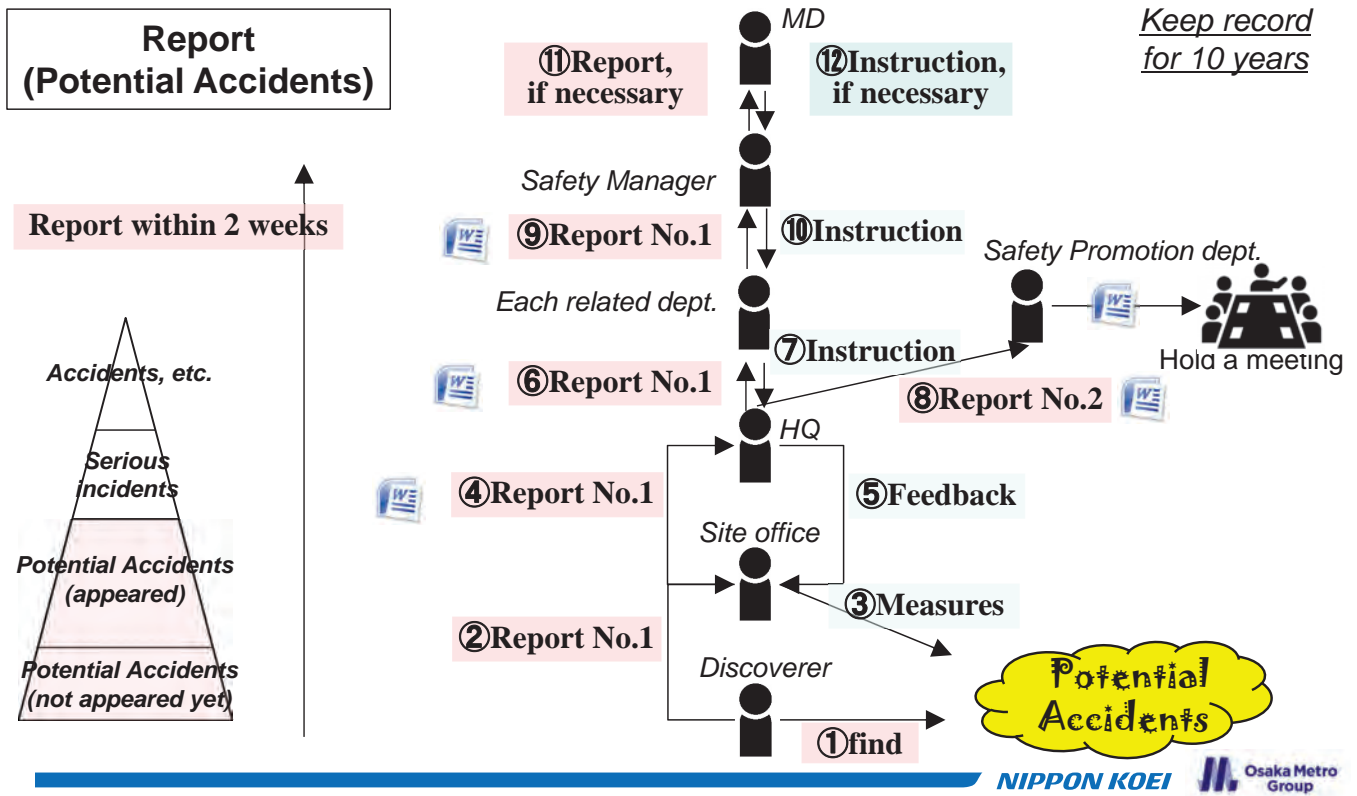 Report
(Potential Accidents)
MD
Keep record
for 10 years
⑪Report,
if necessary
⑫Instruction,
if necessary
Safety Manager
Report within 2 weeks
⑨Report No.1
⑩Instruction
Safety Promotion dept.
Each related dept.
Hold a meeting
⑦Instruction
⑥Report No.1
⑧Report No.2
HQ
Accidents, etc.
Serious
incidents
④Report No.1
⑤Feedback
Site office
Potential Accidents
(appeared)
③Measures
②Report No.1
Discoverer
Potential Accidents
(not appeared yet)
Potential
Accidents
①find
NIPPON KOEI
Osaka Metro
Group